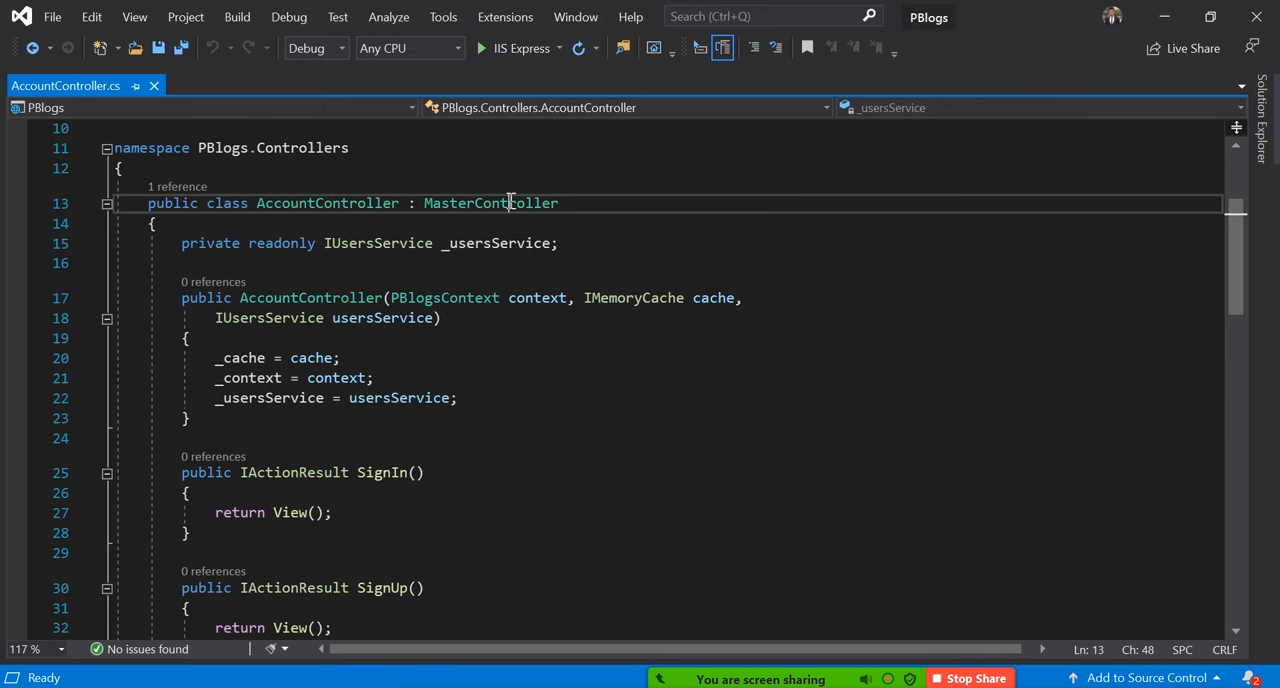 File Edit View Project Build Debug Test Analyze Tools Extensions Window Help Search (Ctrl+Q) PBlogs
Debug Any CPU IIS Express Live Share
AccountController.cs
PBlogs PBlogs.Controllers.AccountController _usersService
Solution Explorer
10
11 namespace PBlogs.Controllers
12 {
1 reference
13 public class AccountController : MasterController
14 {
15 private readonly IUsersService _usersService;
16
0 references
17 public AccountController(PBlogsContext context, IMemoryCache cache,
18 IUsersService usersService)
19 {
20 _cache = cache;
21 _context = context;
22 _usersService = usersService;
23 }
24
0 references
25 public IActionResult SignIn()
26 {
27 return View();
28 }
29
0 references
30 public IActionResult SignUp()
31 {
32 return View();
117 % No issues found Ln: 13 Ch: 48 SPC CRLF
Ready You are screen sharing Stop Share Add to Source Control 2